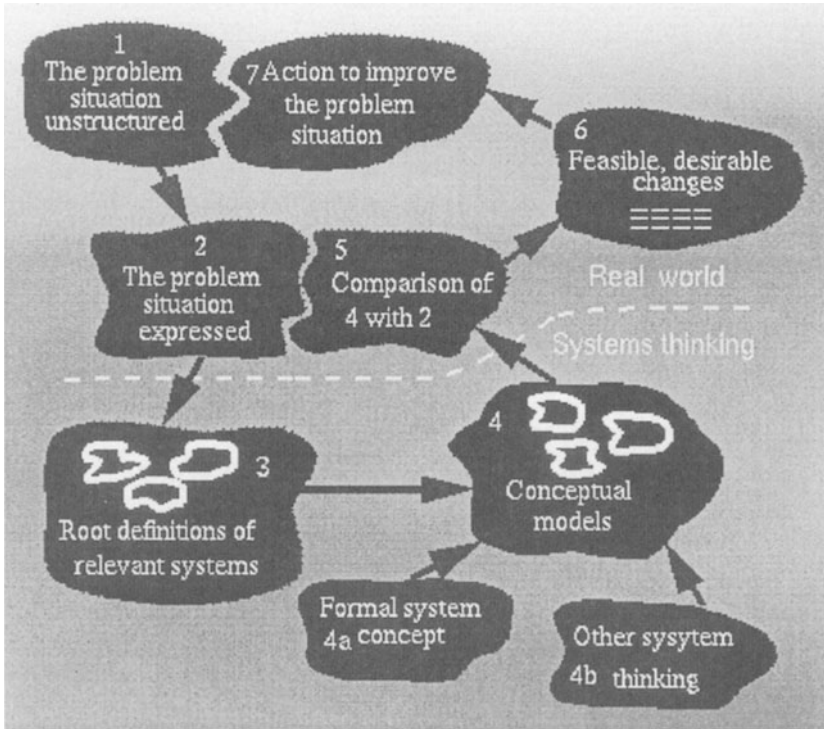 1
The problem
situation
unstructured
7 Action to improve
the problem
situation
6
Feasible, desirable
changes
2
The problem
situation
expressed
5
Comparison of
4 with 2
Real world
Systems thinking
3
Root definitions of
relevant systems
4
Conceptual
models
Formal system
4a concept
Other sysytem
4b thinking